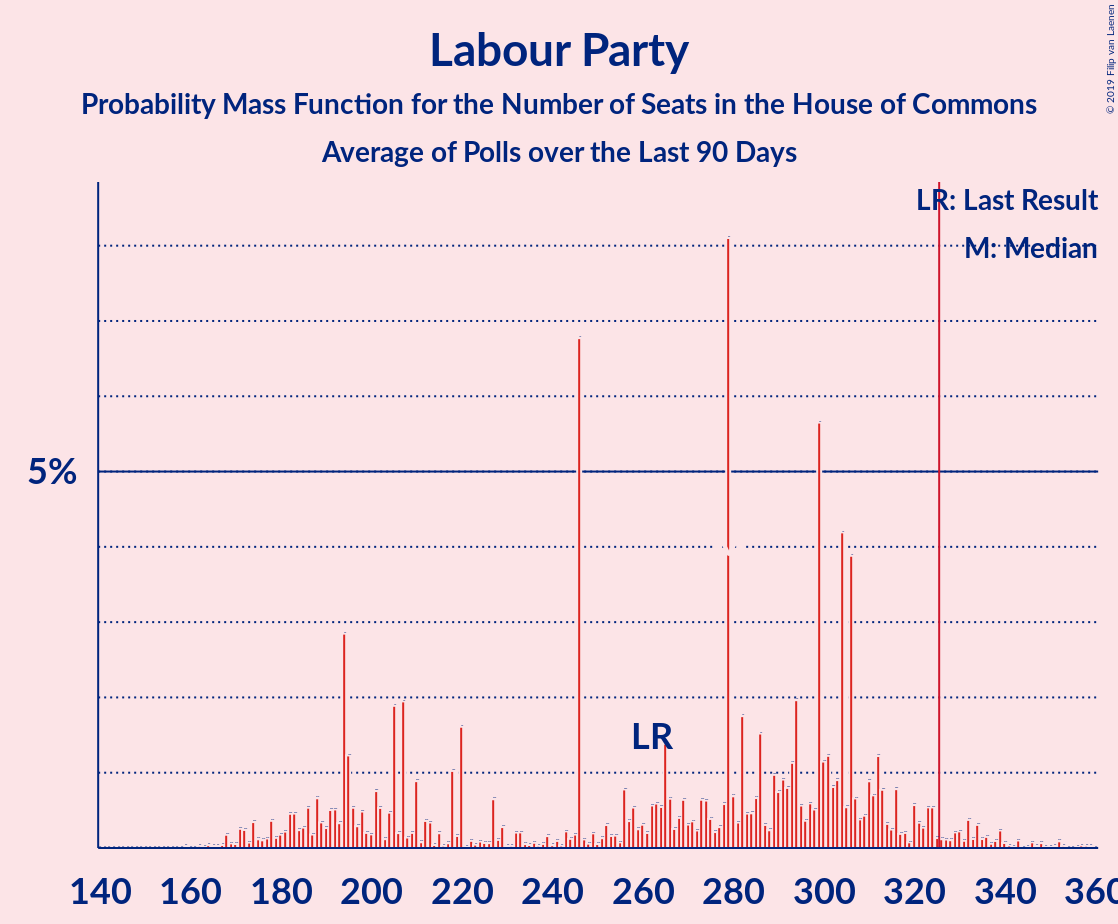 Labour Party
Probability Mass Function for the Number of Seats in the House of Commons
Average of Polls over the Last 90 Days
© 2019 Filip van Laenen
LR: Last Result
M: Median
5%
LR
140 160 180 200 220 240 260 280 300 320 340 360